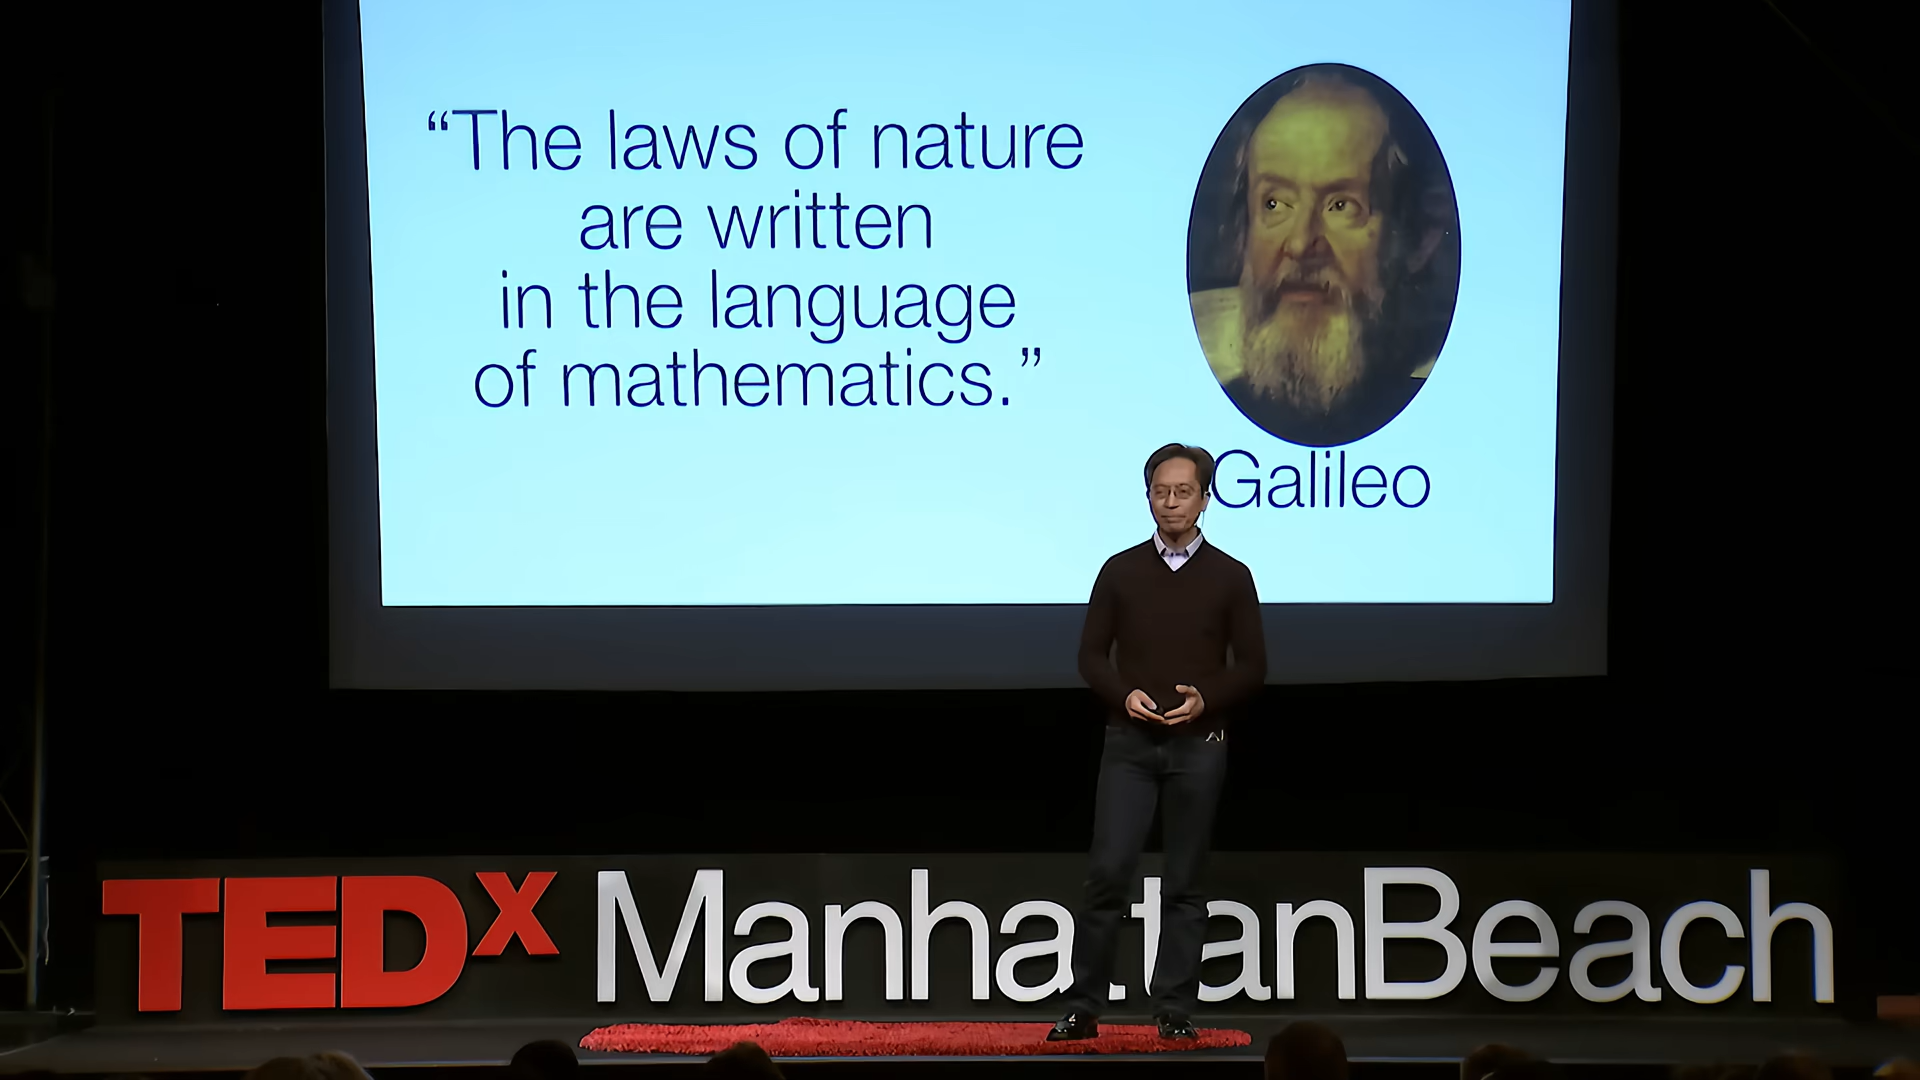 “The laws of nature
are written
in the language
of mathematics.”
Galileo
TEDx ManhattanBeach